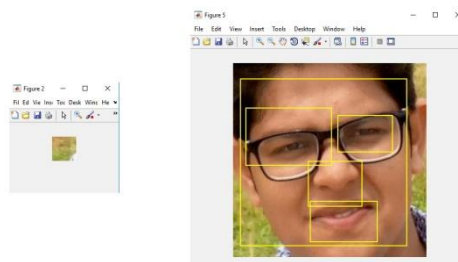 Figure 5
File Edit View Insert Tools Desktop Window Help
Figure 2
Fil Ed Vie Ins Toc Desk Winc He